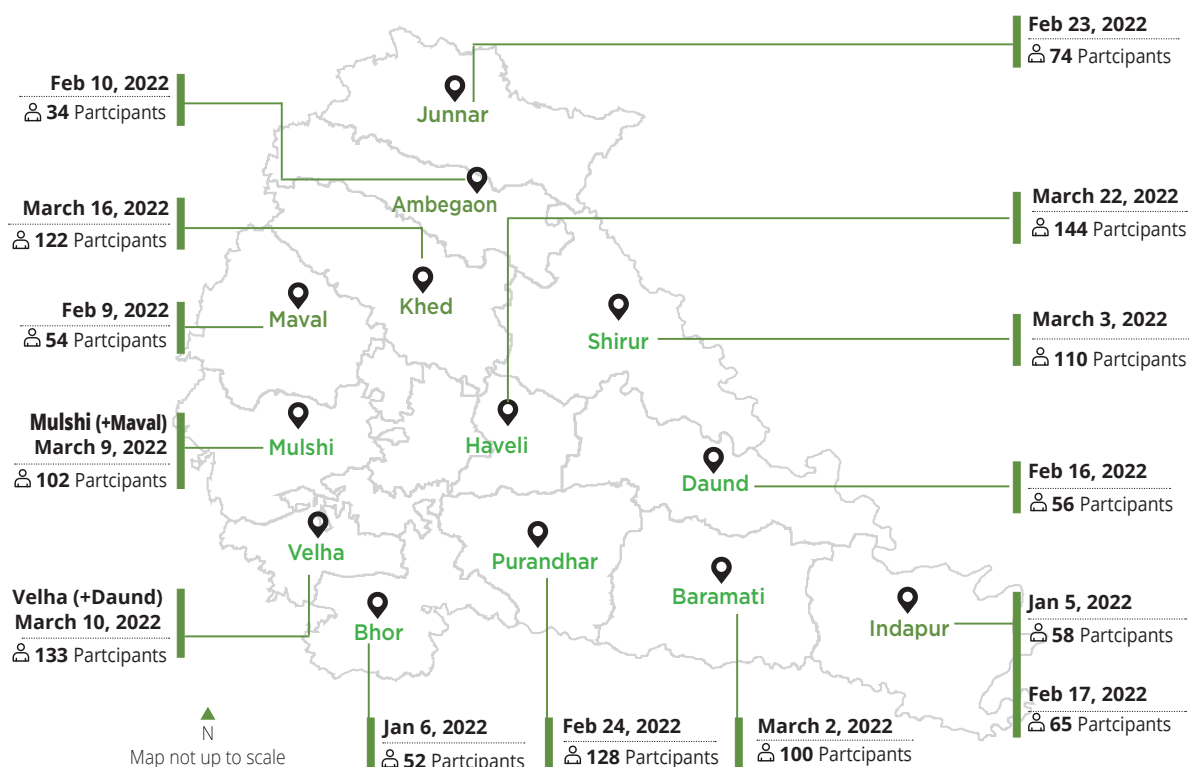 Feb 23, 2022
74 Partcipants
Feb 10, 2022
34 Partcipants
Junnar
Ambegaon
March 16, 2022
122 Partcipants
March 22, 2022
144 Partcipants
Khed
Maval
Feb 9, 2022
54 Partcipants
Shirur
March 3, 2022
110 Partcipants
Mulshi (+Maval)
March 9, 2022
102 Partcipants
Mulshi
Haveli
Daund
Feb 16, 2022
56 Partcipants
Velha
Purandhar
Baramati
Indapur
Bhor
Velha (+Daund)
March 10, 2022
133 Partcipants
Jan 5, 2022
58 Partcipants
Feb 17, 2022
65 Partcipants
Jan 6, 2022
52 Partcipants
Feb 24, 2022
128 Partcipants
March 2, 2022
100 Partcipants
N
Map not up to scale